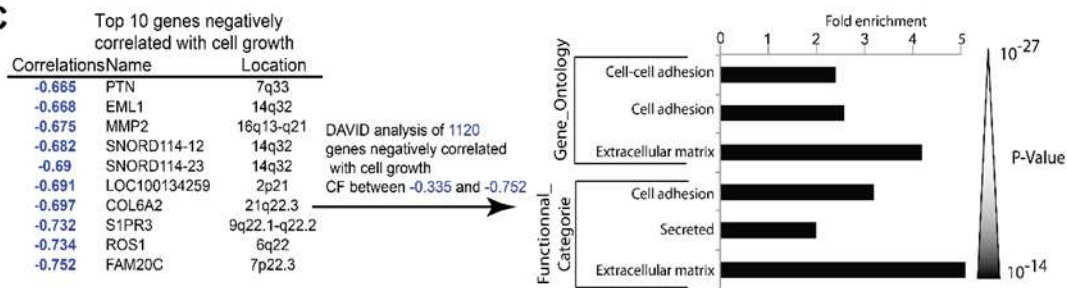 C
Top 10 genes negatively
correlated with cell growth
Correlations Name Location
-0.665 PTN 7q33
-0.668 EML1 14q32
-0.675 MMP2 16q13-q21
-0.682 SNORD114-12 14q32
-0.69 SNORD114-23 14q32
-0.691 LOC100134259 2p21
-0.697 COL6A2 21q22.3
-0.732 S1PR3 9q22.1-q22.2
-0.734 ROS1 6q22
-0.752 FAM20C 7p22.3
DAVID analysis of 1120
genes negatively correlated
with cell growth
CF between -0.335 and -0.752
Fold enrichment
0 1 2 3 4 5
Gene_Ontology
Cell-cell adhesion
Cell adhesion
Extracellular matrix
Functionnal_
Categorie
Cell adhesion
Secreted
Extracellular matrix
10-27
P-Value
10-14